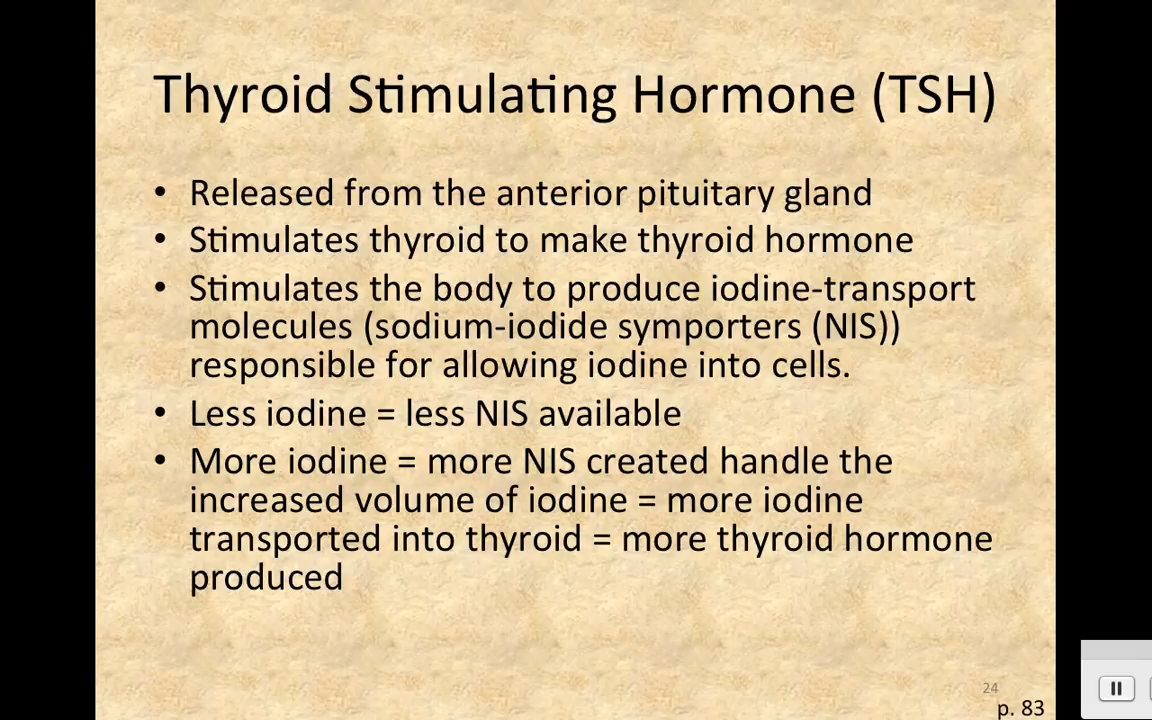 Thyroid Stimulating Hormone (TSH)
• Released from the anterior pituitary gland
• Stimulates thyroid to make thyroid hormone
• Stimulates the body to produce iodine-transport
molecules (sodium-iodide symporters (NIS))
responsible for allowing iodine into cells.
• Less iodine = less NIS available
• More iodine = more NIS created handle the
increased volume of iodine = more iodine
transported into thyroid = more thyroid hormone
produced
24
p. 83